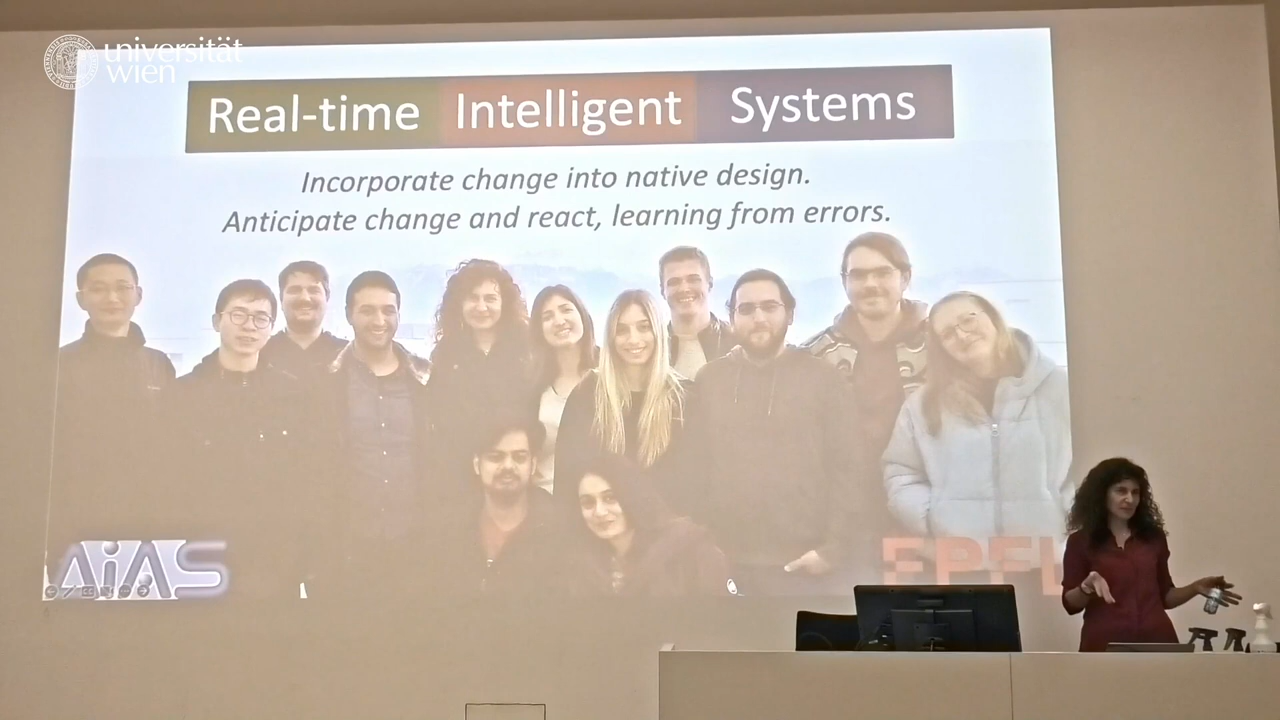 universität
wien
Real-time Intelligent Systems
Incorporate change into native design.
Anticipate change and react, learning from errors.
AiAS
EPFL